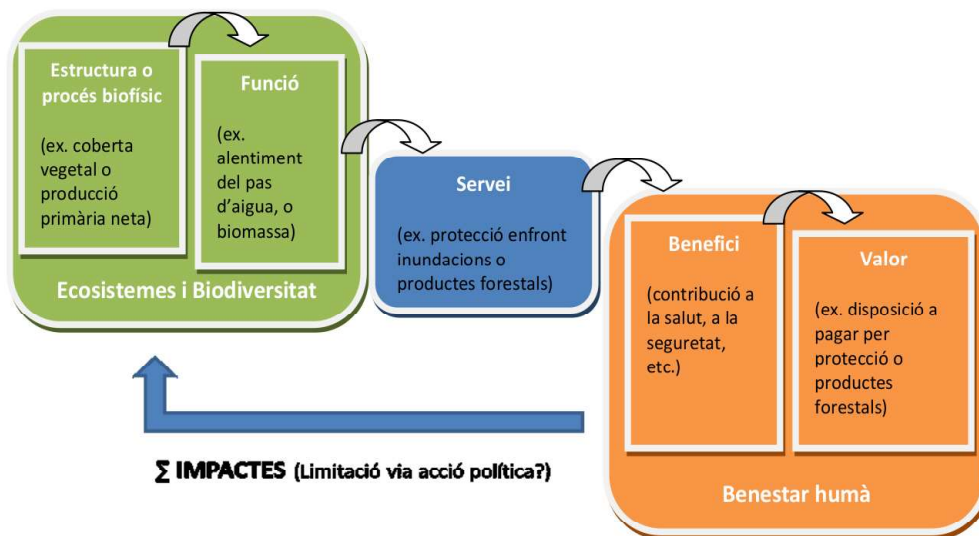 Estructura o
procés biofísic
(ex. coberta
vegetal o
producció
primària neta)
Funció
(ex.
alentiment
del pas
d'aigua, o
biomassa)
Ecosistemes i Biodiversitat
Servei
(ex. protecció enfront
inundacions o
productes forestals)
Benefici
(contribució a
la salut, a la
seguretat,
etc.)
Valor
(ex. disposició a
pagar per
protecció o
productes
forestals)
Benestar humà
∑ IMPACTES (Limitació via acció política?)